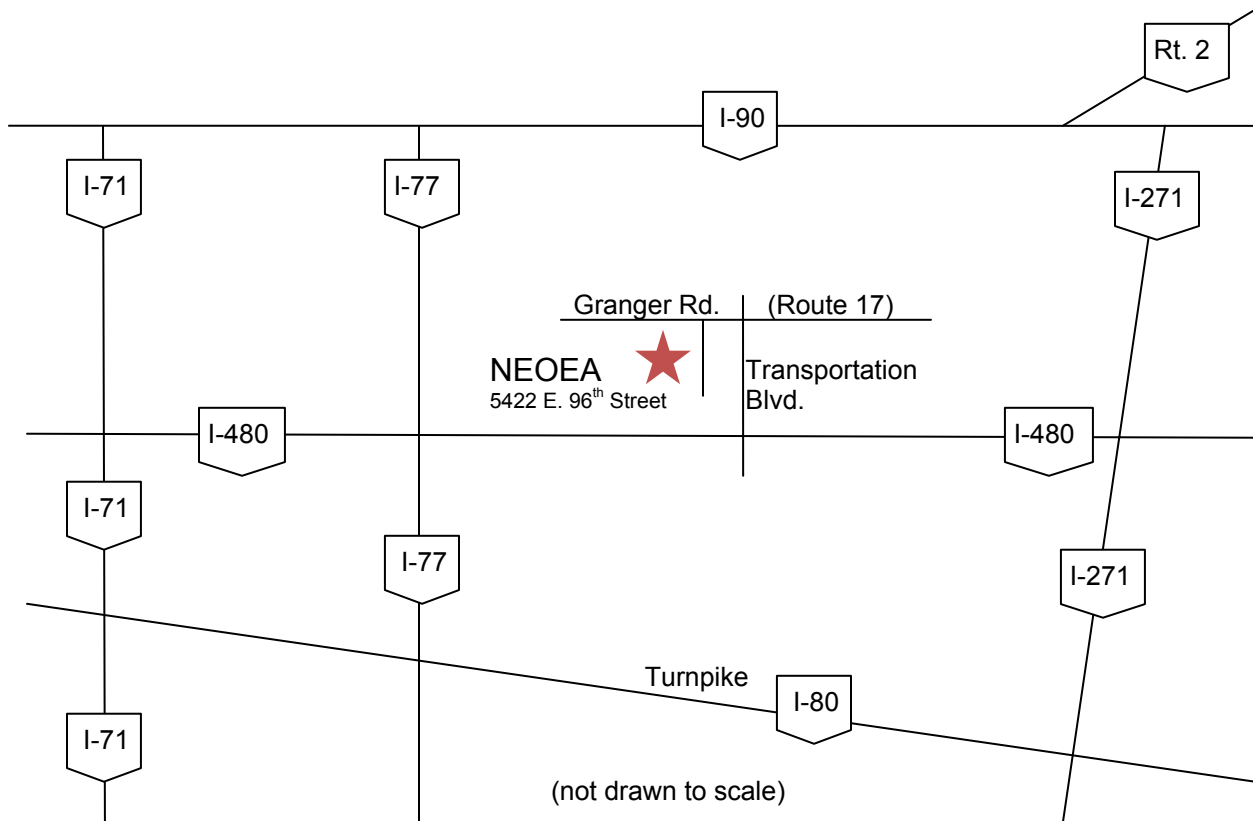 Rt. 2
I-90
I-71
I-77
I-271
Granger Rd.
(Route 17)
NEOEA
5422 E. 96th Street
Transportation
Blvd.
I-480
I-480
I-71
I-77
I-271
Turnpike
I-80
I-71
(not drawn to scale)